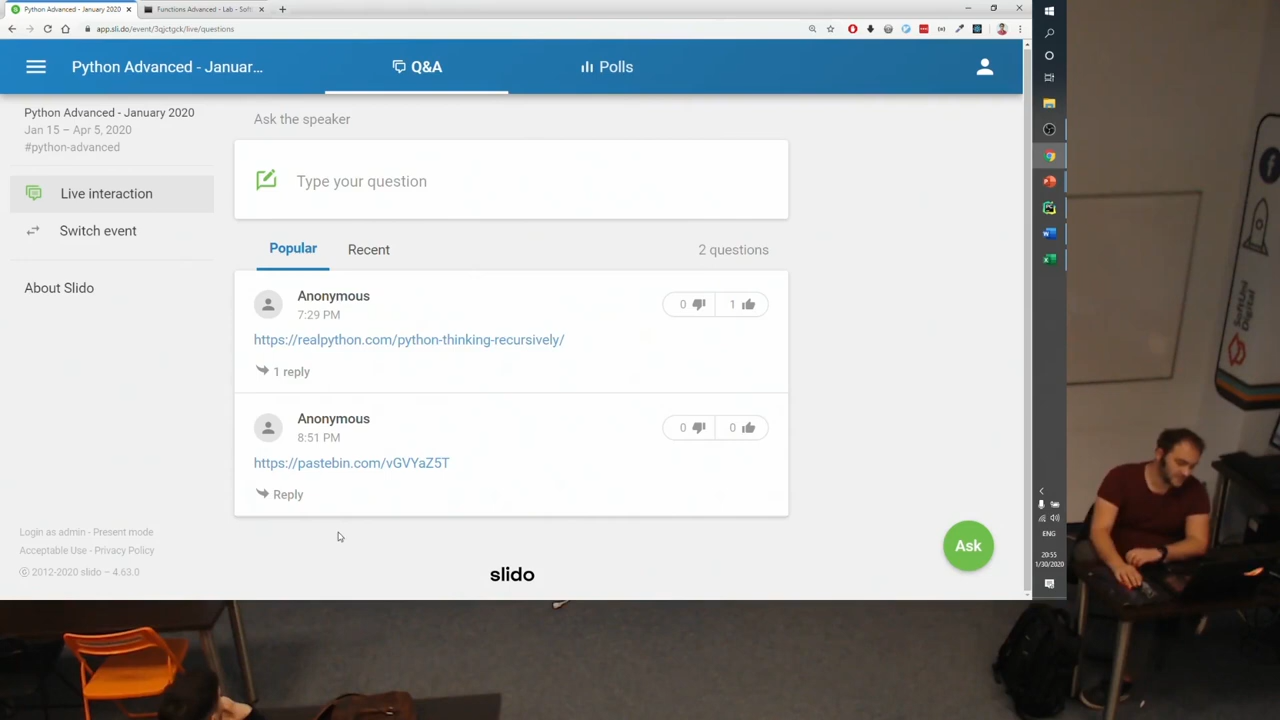 Python Advanced - January 2020
Functions Advanced - Lab - Soft
app.sli.do/event/3qjctgck/live/questions
Python Advanced - Januar...
Q&A
Polls
Python Advanced - January 2020
Jan 15 – Apr 5, 2020
#python-advanced
Live interaction
Switch event
About Slido
Ask the speaker
Type your question
Popular
Recent
2 questions
Anonymous
7:29 PM
0
1
https://realpython.com/python-thinking-recursively/
1 reply
Anonymous
8:51 PM
0
0
https://pastebin.com/vGVYaZ5T
Reply
Login as admin - Present mode
Acceptable Use - Privacy Policy
© 2012-2020 slido – 4.63.0
slido
Ask
ENG
20:55
1/30/2020
SoftUni
Digital